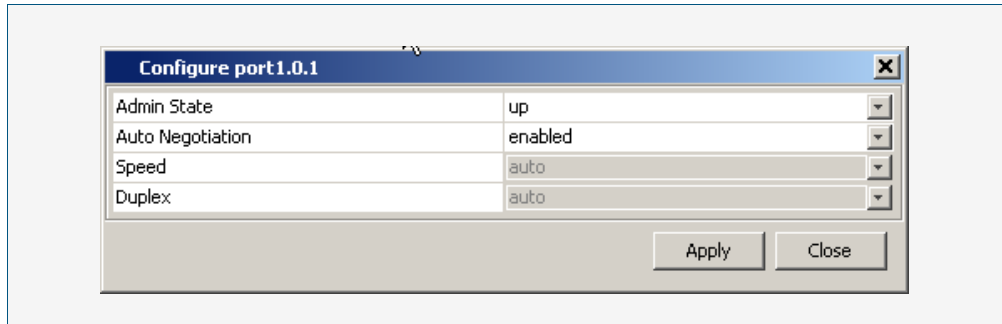 Configure port1.0.1
Admin State up
Auto Negotiation enabled
Speed auto
Duplex auto
Apply Close